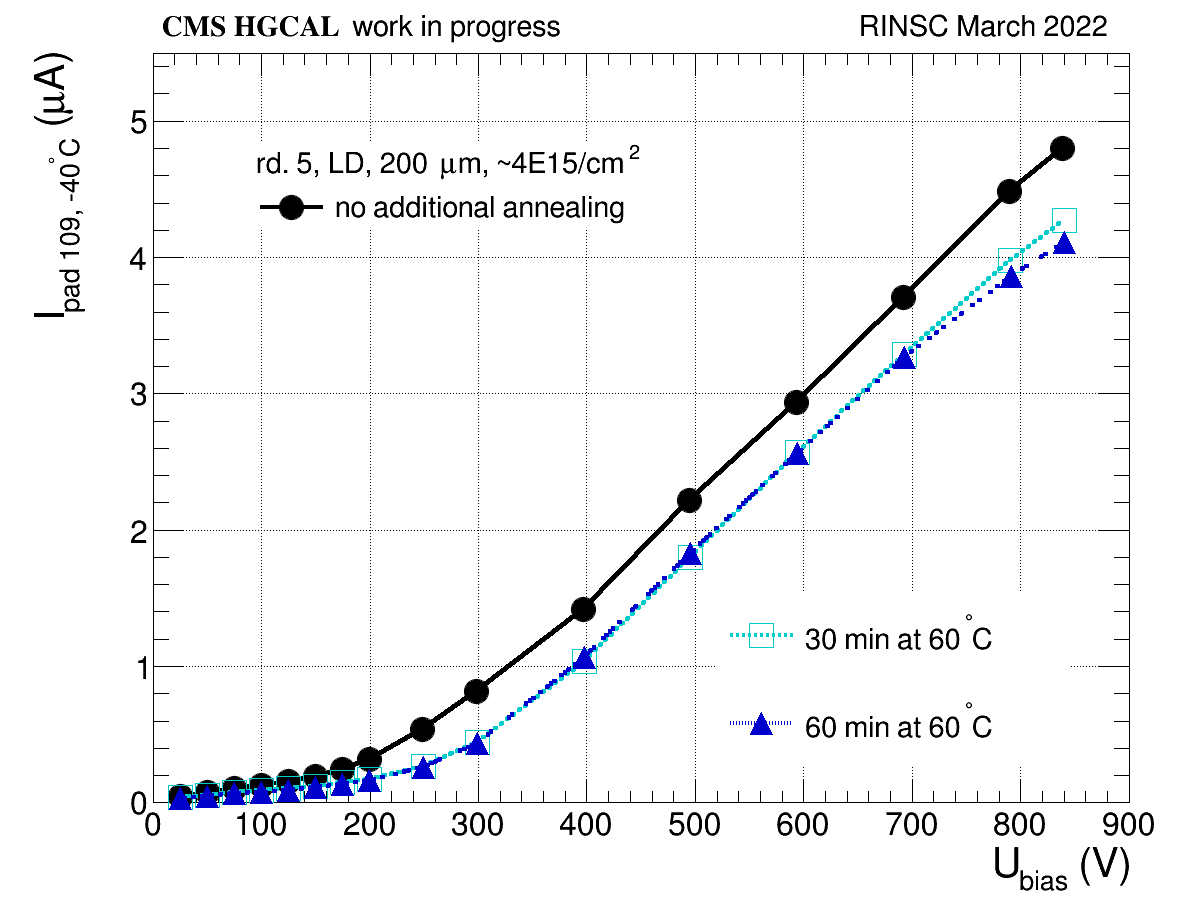 CMS HGCAL work in progress RINSC March 2022
I pad 109, -40°C (μA)
5
rd. 5, LD, 200 μm, ~4E15/cm²
no additional annealing
4
3
2
1
30 min at 60°C
60 min at 60°C
0
0 100 200 300 400 500 600 700 800 900
U bias (V)